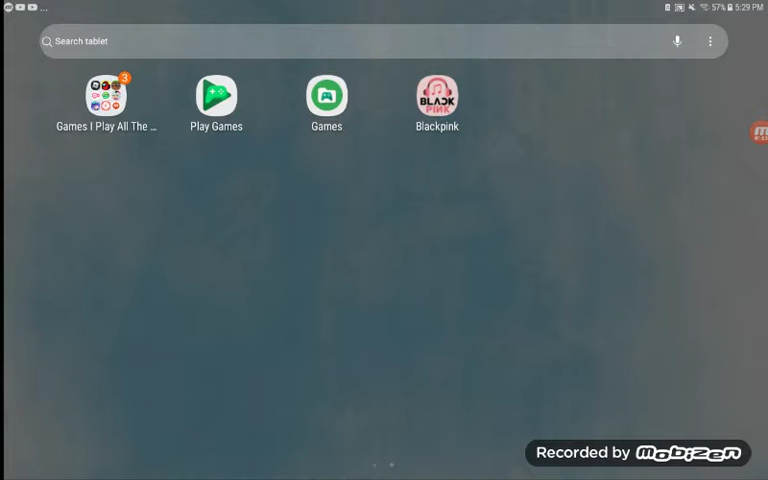 57% 5:29 PM
Search tablet
3
Games I Play All The ...
Play Games
Games
BLACK
PINK
Blackpink
Recorded by mobizen